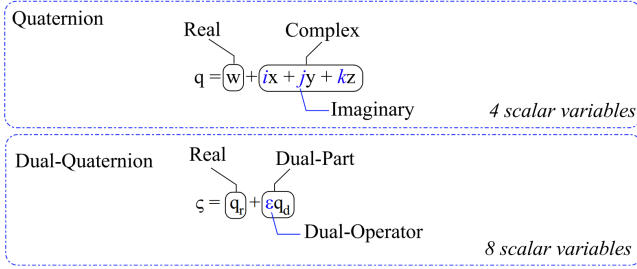 Quaternion
Real
Complex
q = w + ix + jy + kz
Imaginary
4 scalar variables
Dual-Quaternion
Real
Dual-Part
ς = qr + εqd
Dual-Operator
8 scalar variables